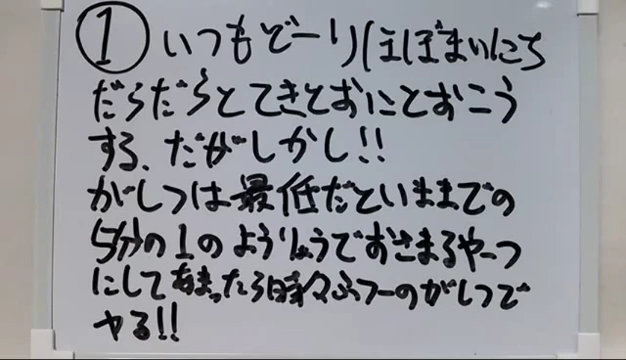 ① いつもどーりほぼまいにち
だらだらとてきとおにとおこう
する、だがしかし!!
がしつは最低だといままでの
5分の1のようりょうでおさまるやーつ
にしてあまったら時々ふつーのがしつで
やる!!